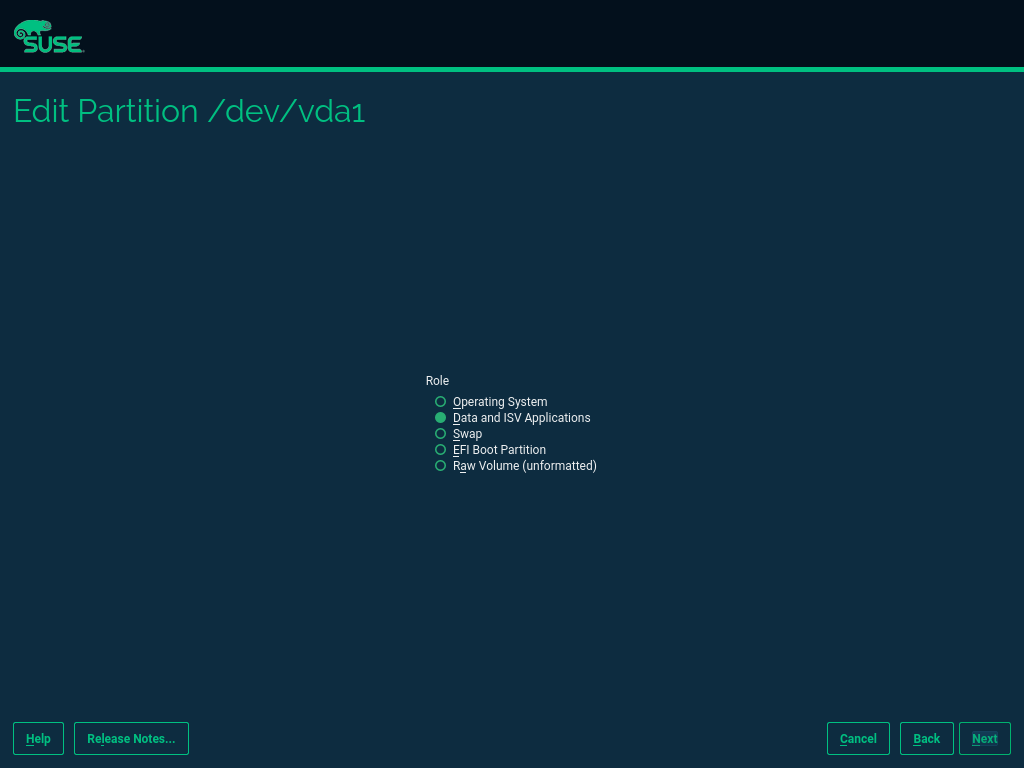 SUSE
Edit Partition /dev/vda1
Role
Operating System
Data and ISV Applications
Swap
EFI Boot Partition
Raw Volume (unformatted)
Help Release Notes... Cancel Back Next